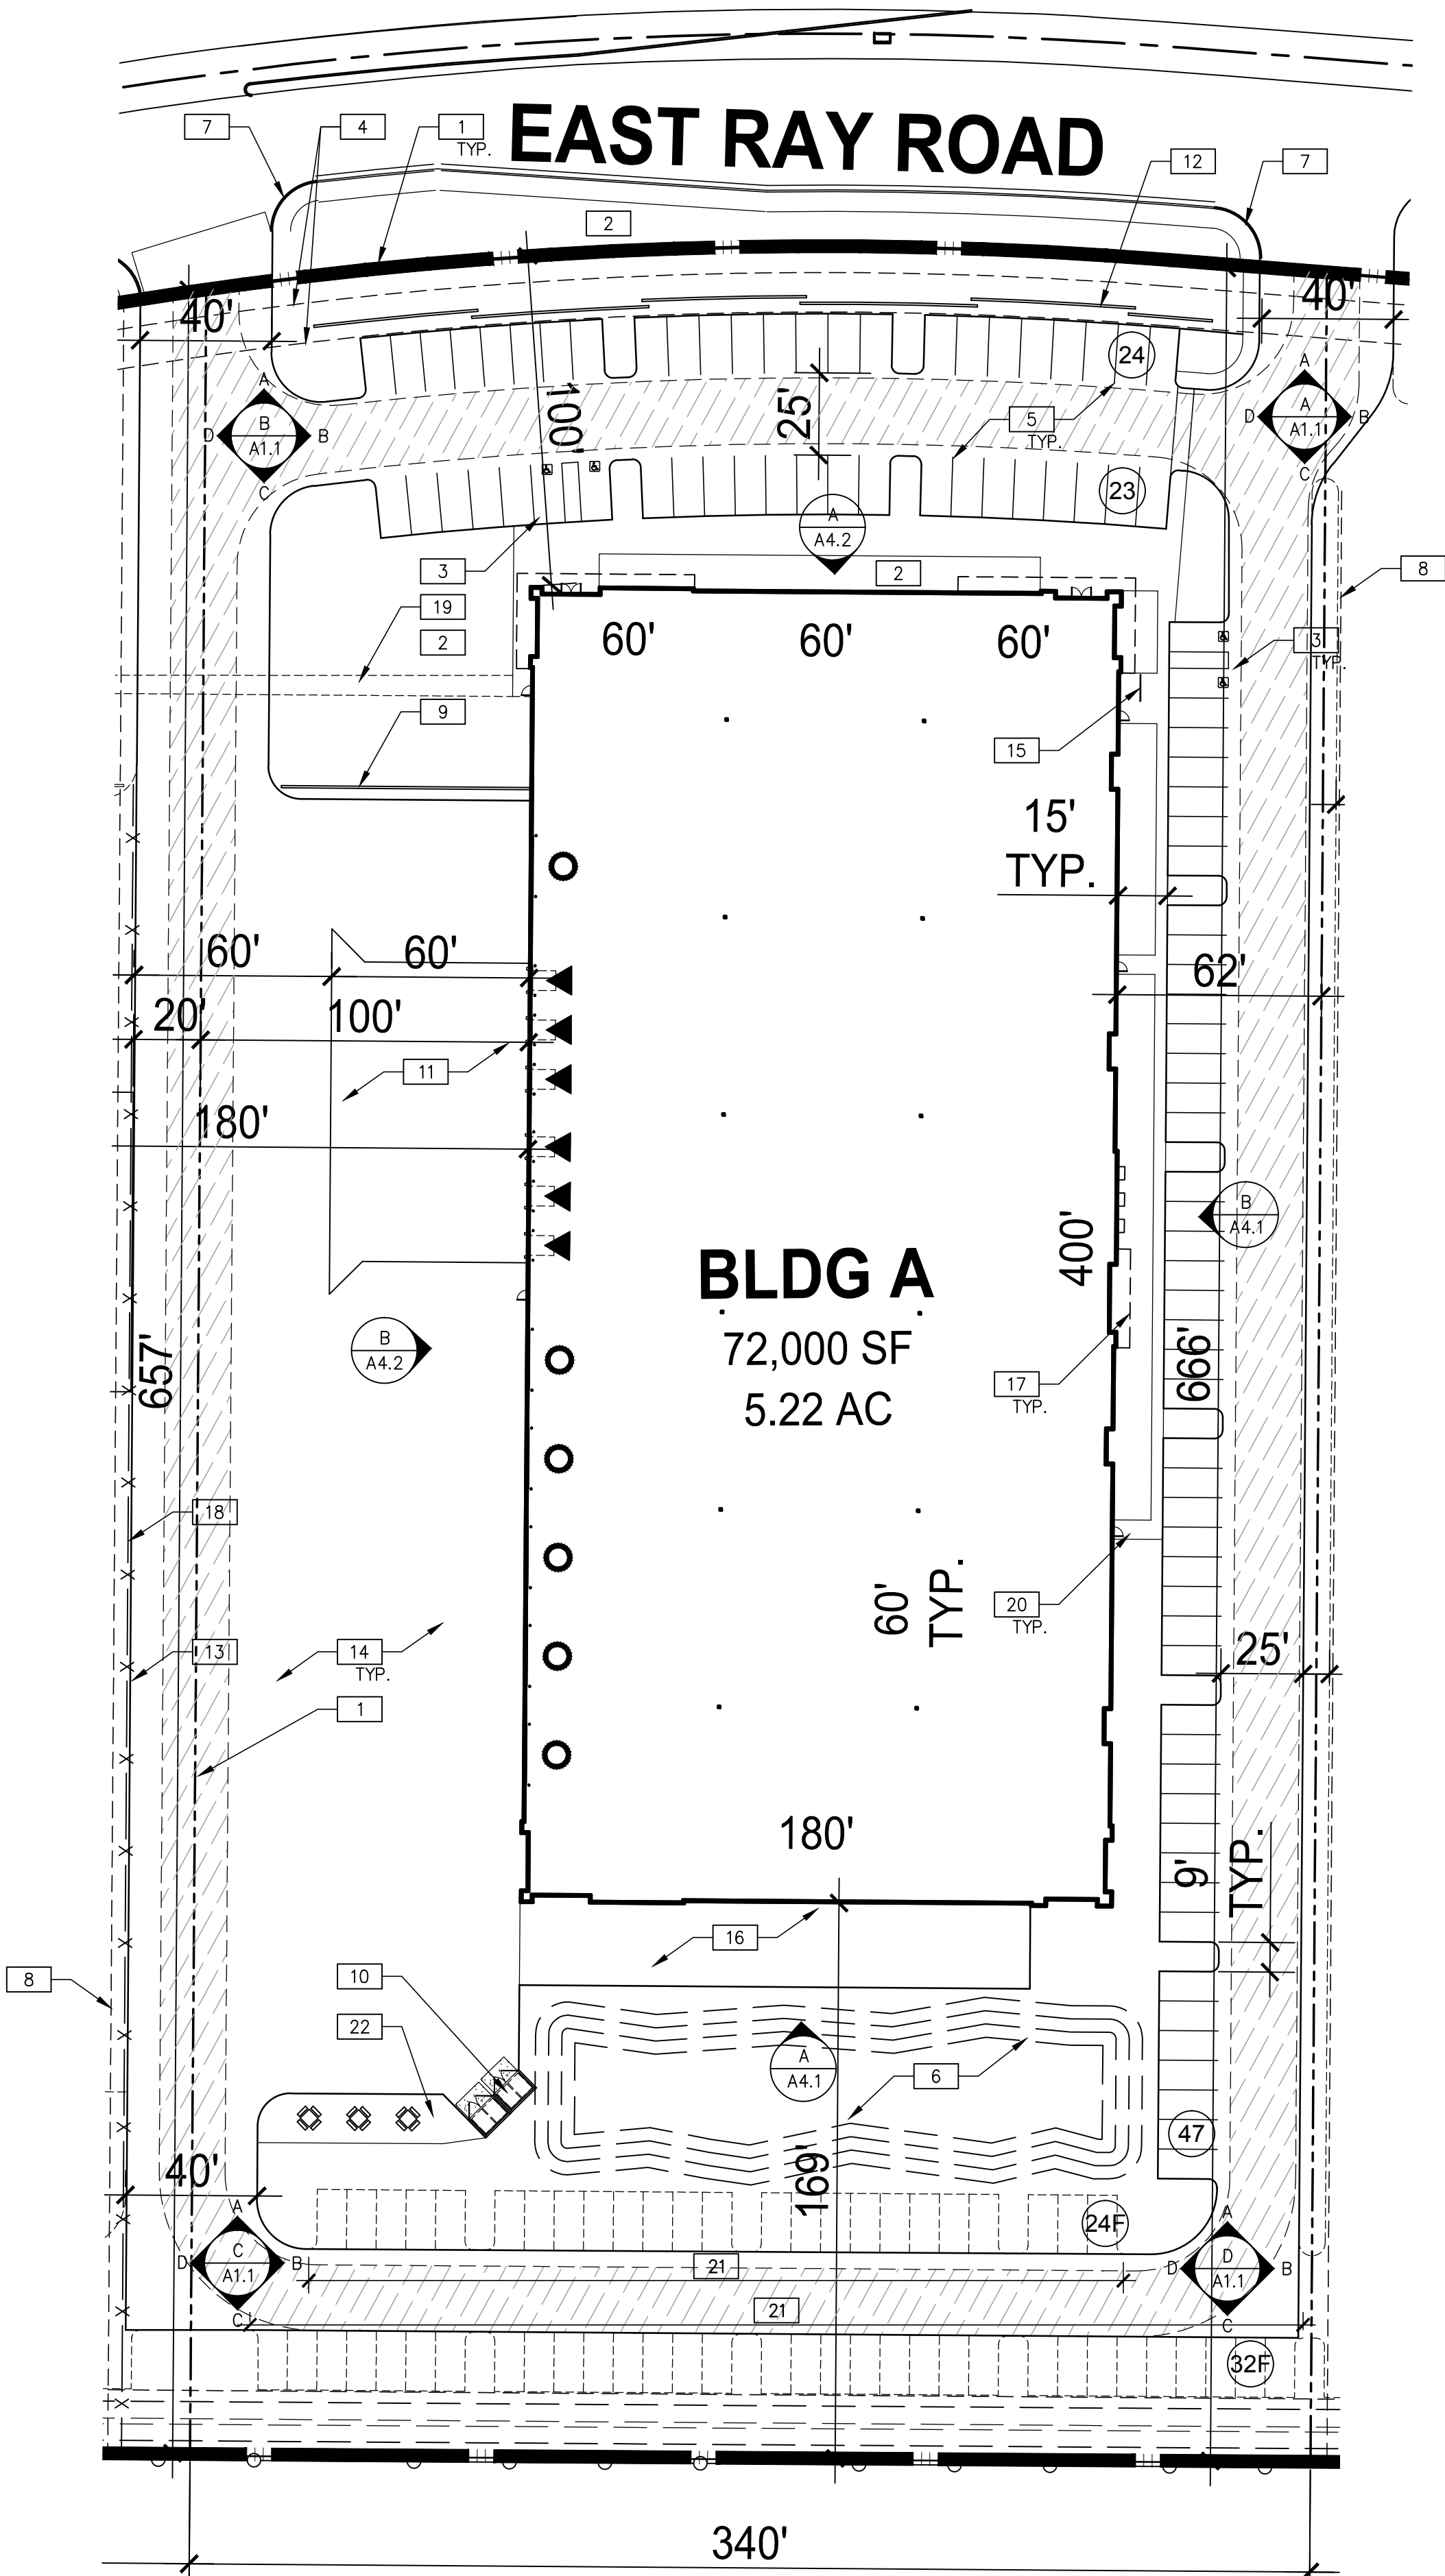 EAST RAY ROAD
7
4
1
TYP.
12
7
2
40'
40'
24
100'
25'
5
TYP.
A
D
B
B
A1.1
C
A
D
A
B
A1.1
C
23
A
A4.2
3
2
8
19
2
3
TYP.
60'
60'
60'
9
15
15'
TYP.
60'
60'
62'
20'
100'
11
180'
B
A4.1
400'
BLDG A
72,000 SF
5.22 AC
B
A4.2
657'
666'
17
TYP.
18
60'
TYP.
20
TYP.
13
14
TYP.
25'
1
180'
9'
TYP.
16
8
10
22
A
A4.1
6
47
169'
40'
24F
A
D
C
B
A1.1
C
21
A
D
D
B
A1.1
C
21
32F
340'